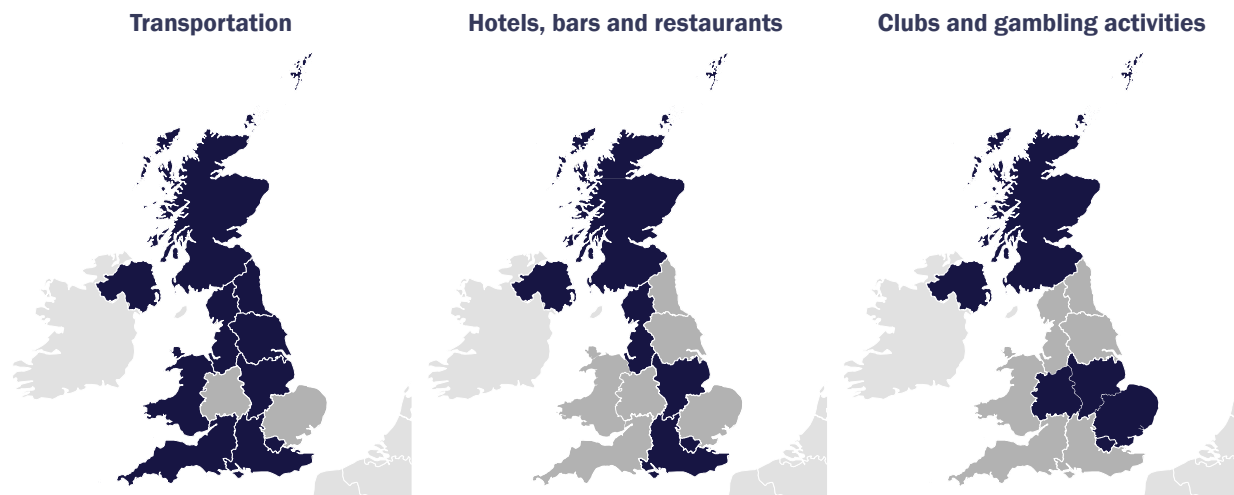 Transportation
Hotels, bars and restaurants
Clubs and gambling activities